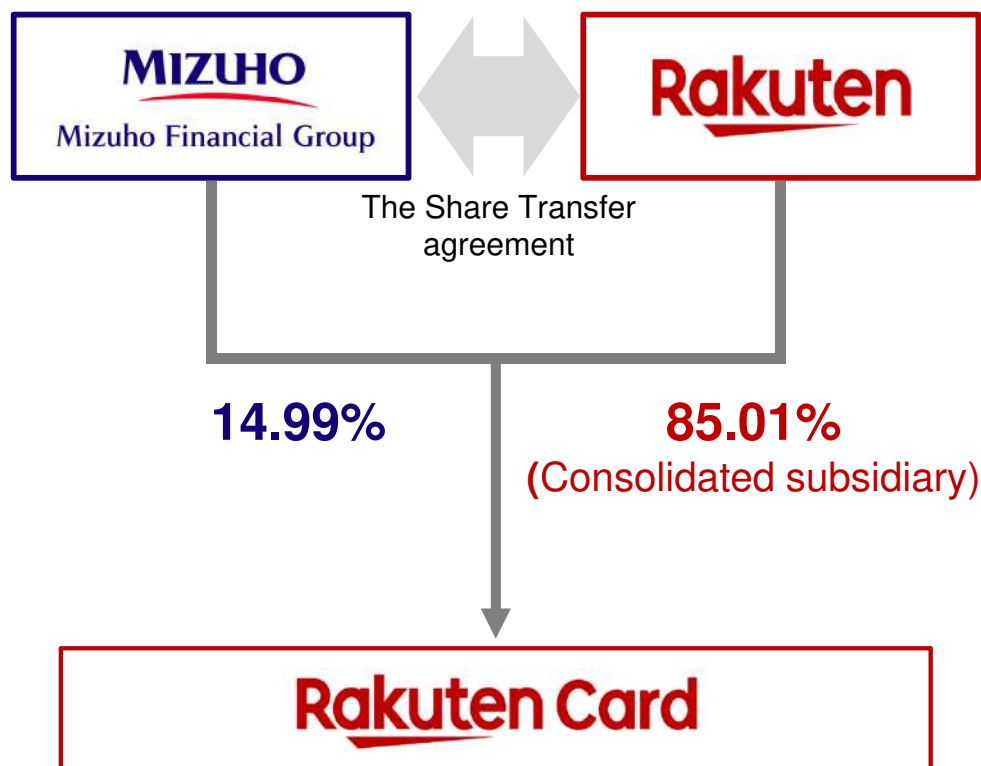 MIZUHO
Mizuho Financial Group
Rakuten
The Share Transfer
agreement
14.99%
85.01%
(Consolidated subsidiary)
Rakuten Card